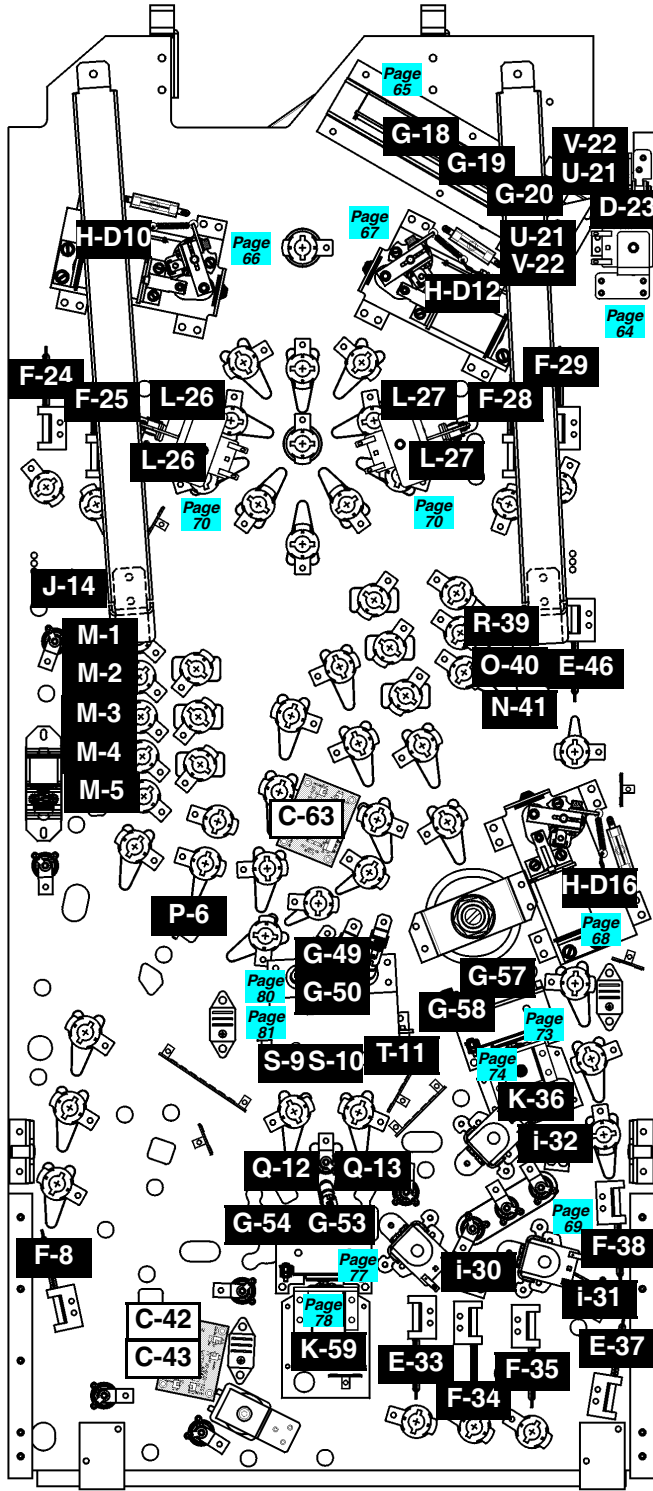 Page
65
G-18
G-19
G-20
V-22
U-21
D-23
H-D10
Page
66
Page
67
U-21
V-22
H-D12
Page
64
F-24
F-25
L-26
L-27
F-28
F-29
L-26
L-27
Page
70
Page
70
J-14
M-1
M-2
M-3
M-4
M-5
R-39
O-40
E-46
N-41
C-63
P-6
H-D16
Page
68
G-49
G-50
G-57
G-58
Page
80
Page
81
Page
73
Page
74
S-9
S-10
T-11
K-36
i-32
Q-12
Q-13
G-54
G-53
Page
69
F-8
F-38
Page
77
i-30
i-31
Page
78
C-42
C-43
K-59
E-33
F-34
F-35
E-37